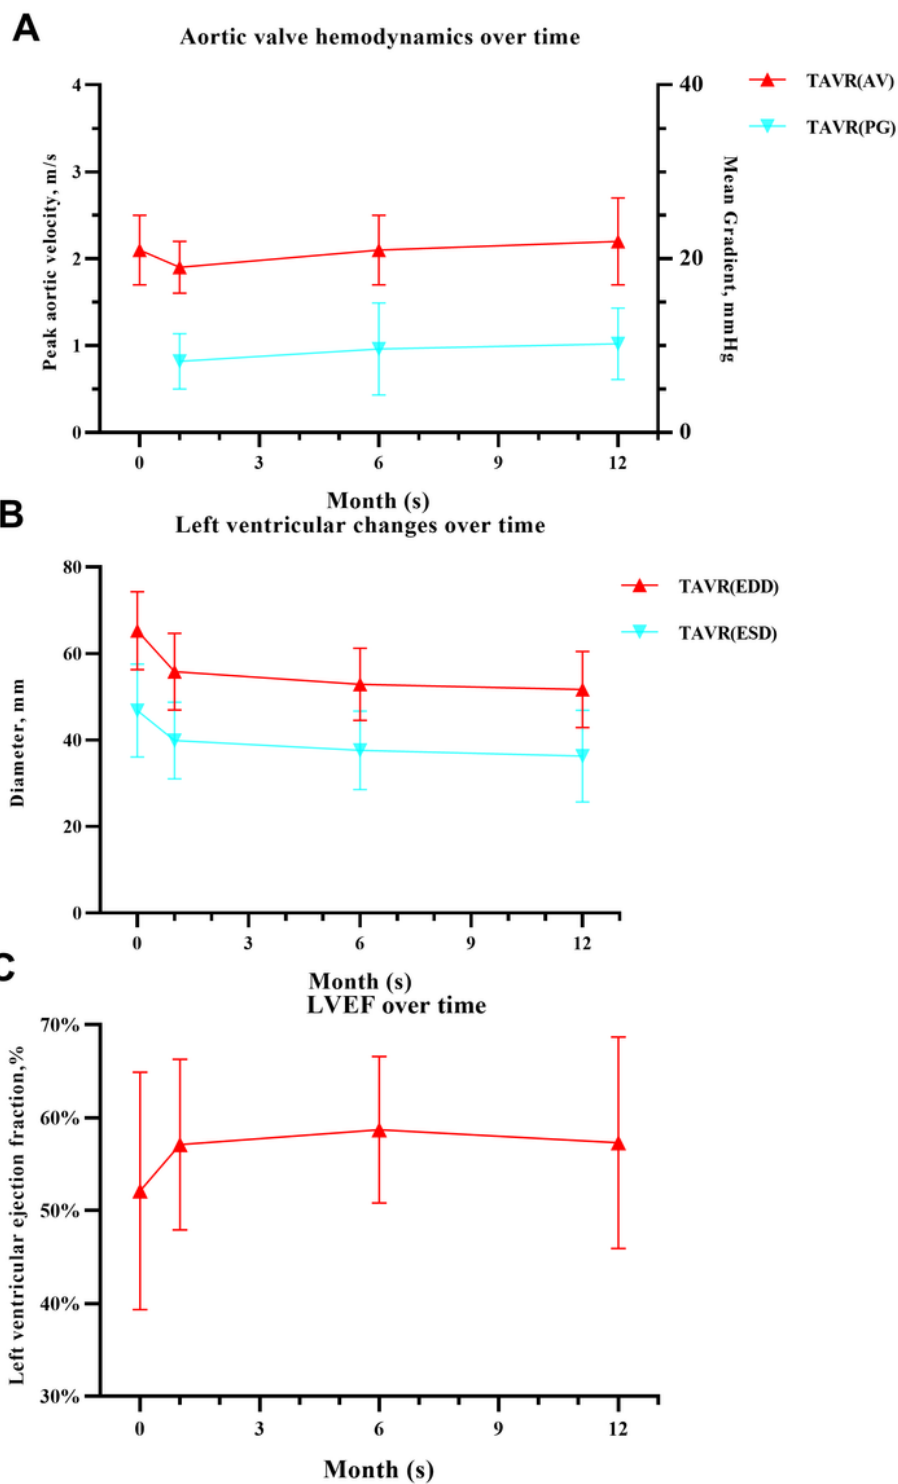 A
Aortic valve hemodynamics over time
Peak aortic velocity, m/s
4
3
2
1
0
40
20
0
Mean Gradient, mmHg
TAVR(AV)
TAVR(PG)
0 3 6 9 12
Month (s)
B
Left ventricular changes over time
Diameter, mm
80
60
40
20
0
TAVR(EDD)
TAVR(ESD)
0 3 6 9 12
Month (s)
C
LVEF over time
Left ventricular ejection fraction,%
70%
60%
50%
40%
30%
0 3 6 9 12
Month (s)